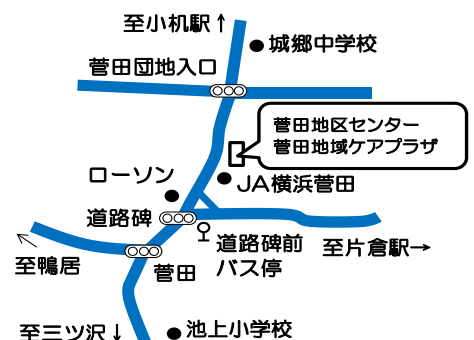 至小机駅↑
城郷中学校
菅田団地入口
菅田地区センター
菅田地域ケアプラザ
ローソン
JA横浜菅田
道路碑
道路碑前
バス停
至片倉駅→
至鴨居
菅田
至三ツ沢↓
池上小学校